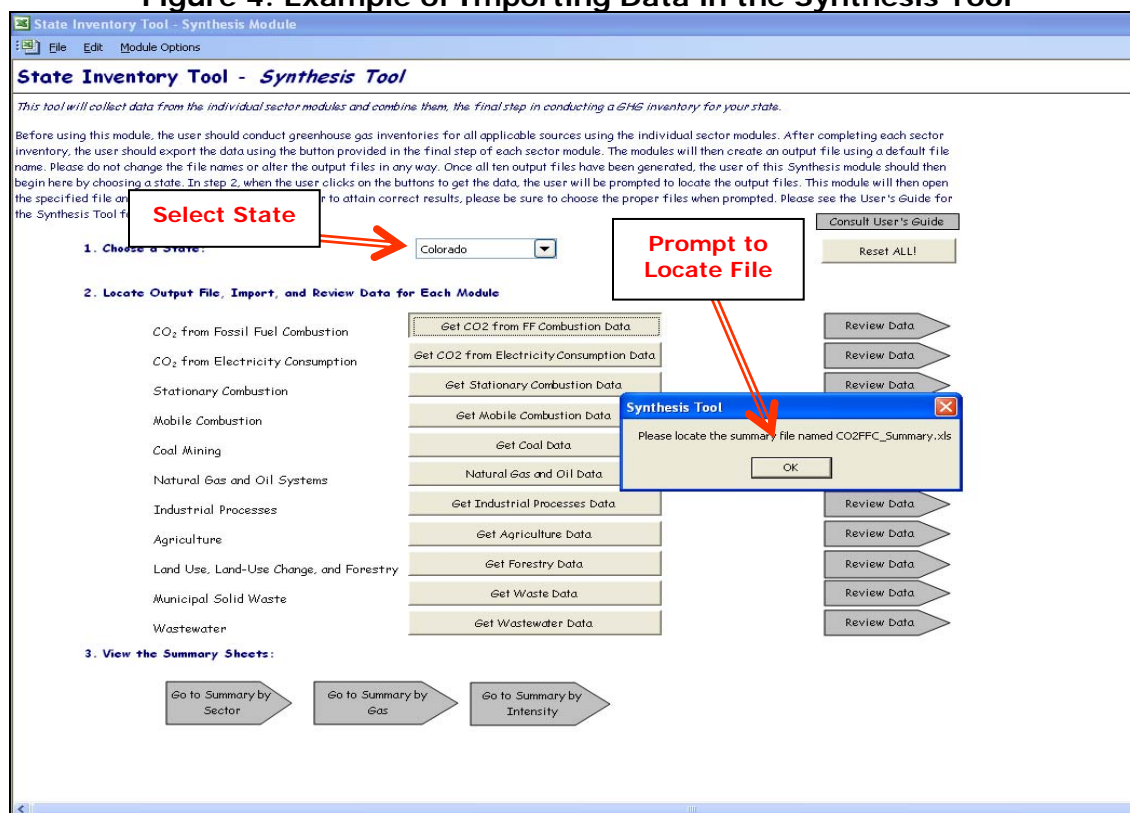 Figure 4. Example of Importing Data in the Synthesis Tool
State Inventory Tool - Synthesis Module
File Edit Module Options
State Inventory Tool - Synthesis Tool
This tool will collect data from the individual sector modules and combine them, the final step in conducting a GHG inventory for your state.
Before using this module, the user should conduct greenhouse gas inventories for all applicable sources using the individual sector modules. After completing each sector
inventory, the user should export the data using the button provided in the final step of each sector module. The modules will then create an output file using a default file
name. Please do not change the file names or alter the output files in any way. Once all ten output files have been generated, the user of this Synthesis module should then
begin here by choosing a state. In step 2, when the user clicks on the buttons to get the data, the user will be prompted to locate the output files. This module will then open
the specified file an r to attain correct results, please be sure to choose the proper files when prompted. Please see the User's Guide for
the Synthesis Tool f
Select State
Consult User's Guide
1. Choose a State:
Colorado
Prompt to
Locate File
Reset ALL!
2. Locate Output File, Import, and Review Data for Each Module
CO₂ from Fossil Fuel Combustion Get CO2 from FF Combustion Data Review Data
CO₂ from Electricity Consumption Get CO2 from Electricity Consumption Data Review Data
Stationary Combustion Get Stationary Combustion Data Review Data
Mobile Combustion Get Mobile Combustion Data
Synthesis Tool
Please locate the summary file named CO2FFC_Summary.xls
OK
Coal Mining Get Coal Data
Natural Gas and Oil Systems Natural Gas and Oil Data
Industrial Processes Get Industrial Processes Data Review Data
Agriculture Get Agriculture Data Review Data
Land Use, Land-Use Change, and Forestry Get Forestry Data Review Data
Municipal Solid Waste Get Waste Data Review Data
Wastewater Get Wastewater Data Review Data
3. View the Summary Sheets:
Go to Summary by
Sector
Go to Summary by
Gas
Go to Summary by
Intensity